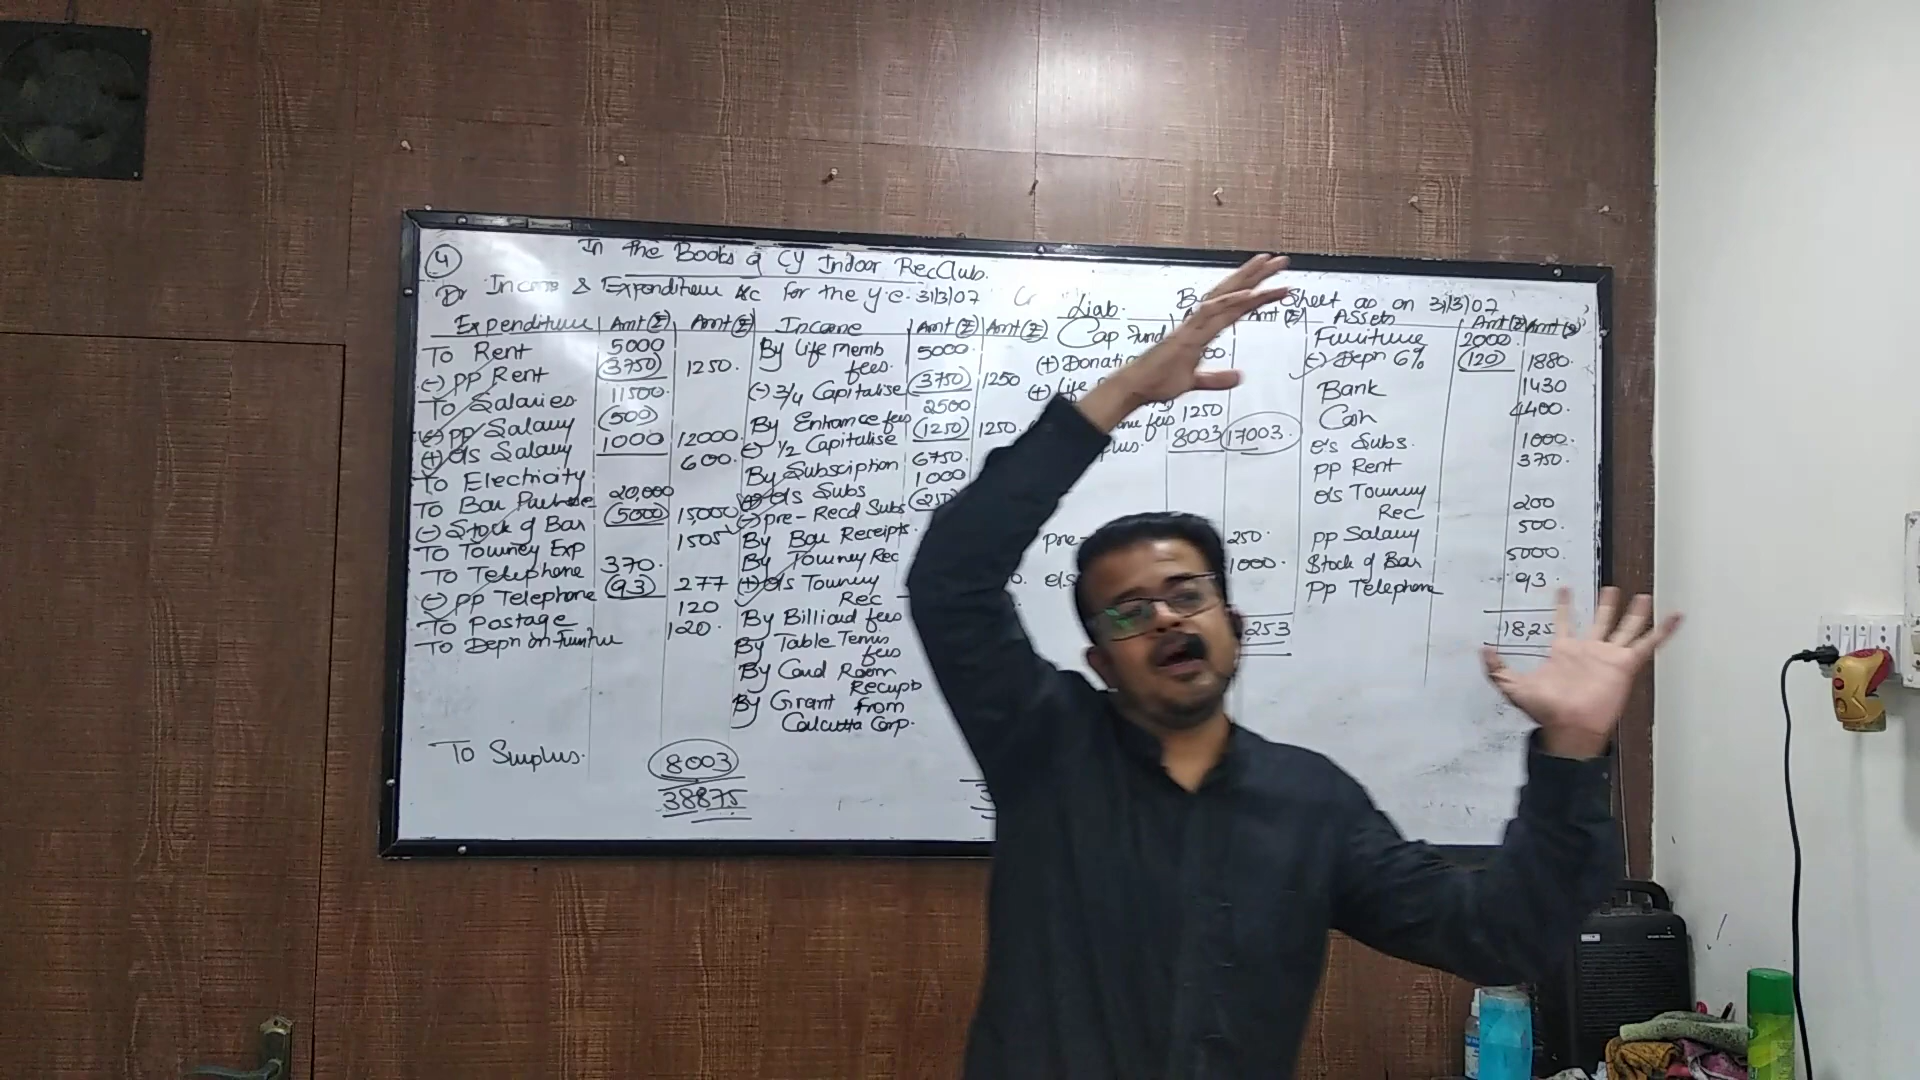 4
In the Books of CY Indoor Rec Club.
Dr Income & Expenditure A/c for the y.e. 31/3/07 Cr
Expenditure Amt(₹) Amt(₹) Income Amt(₹) Amt(₹)
To Rent 5000
(-) PP Rent (3750) 1250.
To Salaries 11500.
(-) PP Salary (500)
(+) o/s Salary 1000 12000.
To Electricity 600.
To Bar Purchase 20,000
(-) Stock of Bar (5000) 15,000
To Tourney Exp 1505
To Telephone 370.
(-) PP Telephone (93) 277
To Postage 120
To Depn on Furniture 120.
To Surplus. 8003
38875
By Life Memb fees. 5000.
(-) 3/4 Capitalise (3750) 1250
By Entrance fees 2500
(-) 1/2 Capitalise (1250) 1250.
By Subsciption 6750.
(+) o/s Subs 1000
(-) pre-Recd Subs (250)
By Bar Receipts.
By Tourney Rec
(+) o/s Tourney
Rec
By Billiard fees
By Table Tennis
fees
By Card Room
Receipts
By Grant From
Calcutta Corp.
Sheet as on 31/3/07
Liab. Amt(₹) Assets Amt(₹) Amt(₹)
Cap Fund
(+)
(+) Life
1250
8003 17003.
250.
o/s 1000.
253
Furniture 2000
(-) Depn 6% (120) 1880.
Bank 1430
Cash 4400.
o/s Subs. 1000.
PP Rent 3750.
o/s Tourney
Rec 200
PP Salary 500.
Stock of Bar 5000.
PP Telephone 93.
18,25